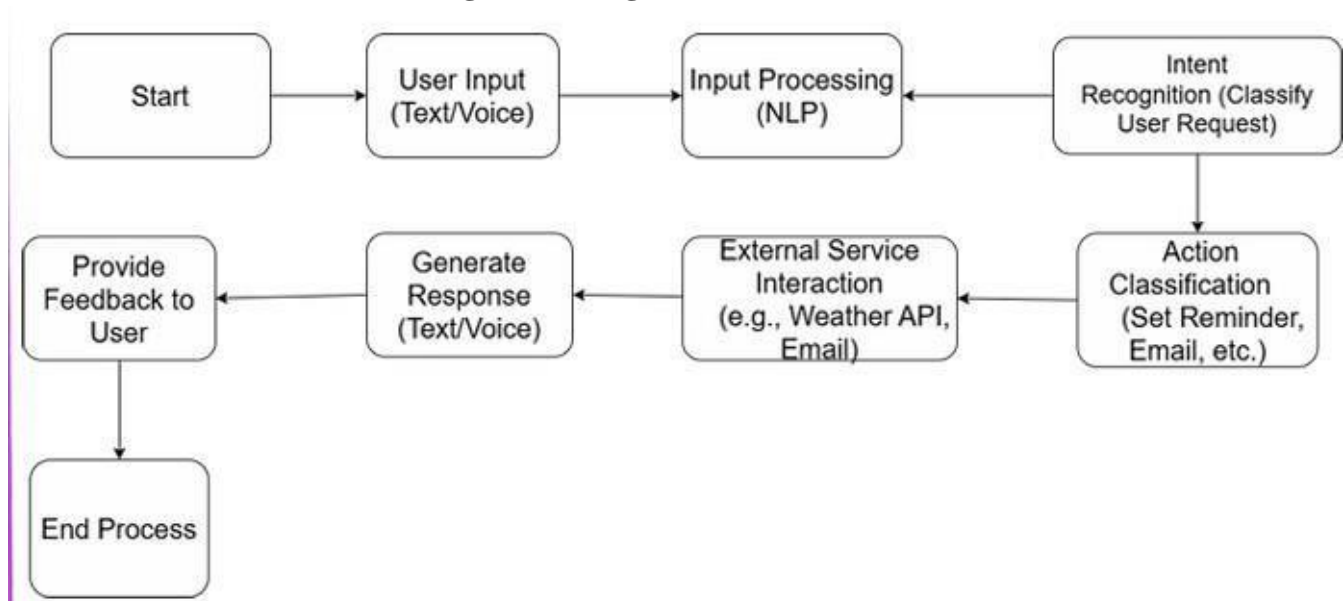 Start
User Input
(Text/Voice)
Input Processing
(NLP)
Intent
Recognition (Classify
User Request)
Provide
Feedback to
User
Generate
Response
(Text/Voice)
External Service
Interaction
(e.g., Weather API,
Email)
Action
Classification
(Set Reminder,
Email, etc.)
End Process